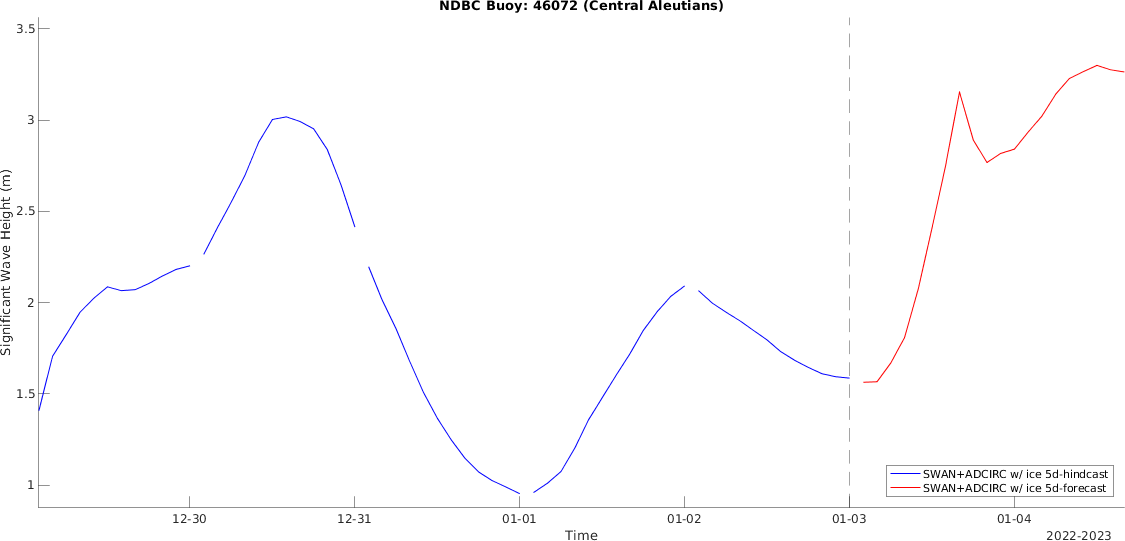 NDBC Buoy: 46072 (Central Aleutians)
3.5
3
2.5
2
1.5
1
Significant Wave Height (m)
12-30
12-31
01-01
01-02
01-03
01-04
Time
2022-2023
SWAN+ADCIRC w/ ice 5d-hindcast
SWAN+ADCIRC w/ ice 5d-forecast